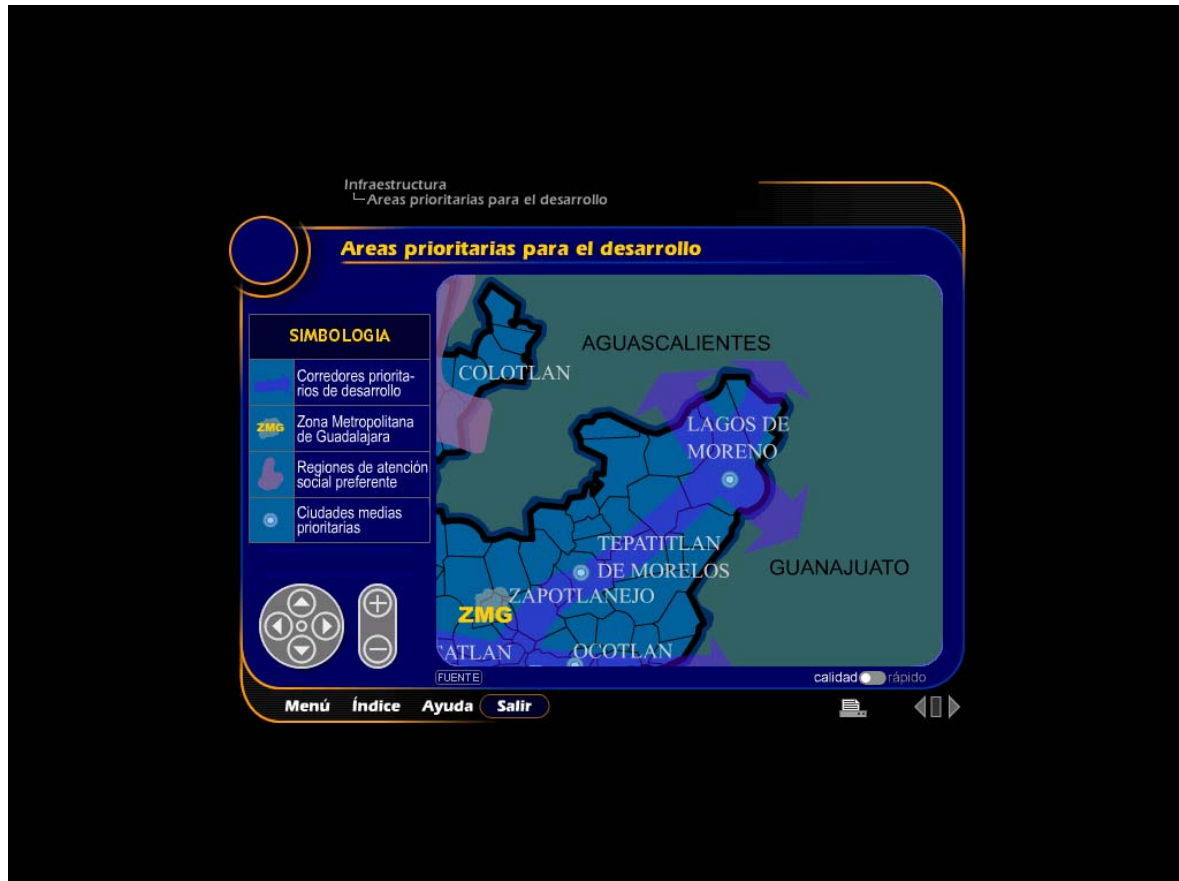 Infraestructura
Areas prioritarias para el desarrollo
Areas prioritarias para el desarrollo
SIMBOLOGIA
Corredores priorita-
rios de desarrollo
ZMG
Zona Metropolitana
de Guadalajara
Regiones de atención
social preferente
Ciudades medias
prioritarias
AGUASCALIENTES
COLOTLAN
LAGOS DE
MORENO
TEPATITLAN
DE MORELOS
GUANAJUATO
ZAPOTLANEJO
ZMG
ATLAN
OCOTLAN
FUENTE
calidad rápido
Menú Índice Ayuda Salir